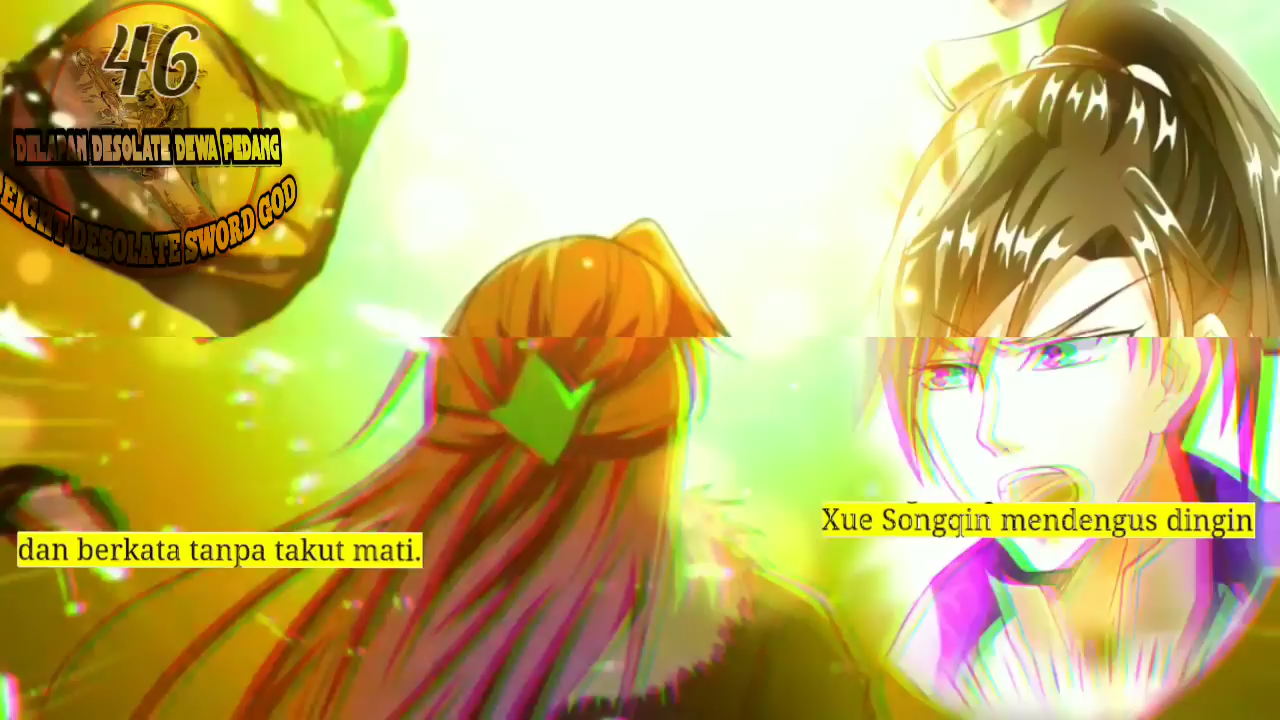 46
DELAPAN DESOLATE DEWA PEDANG
EIGHT DESOLATE SWORD GOD
Xue Songqin mendengus dingin
dan berkata tanpa takut mati.